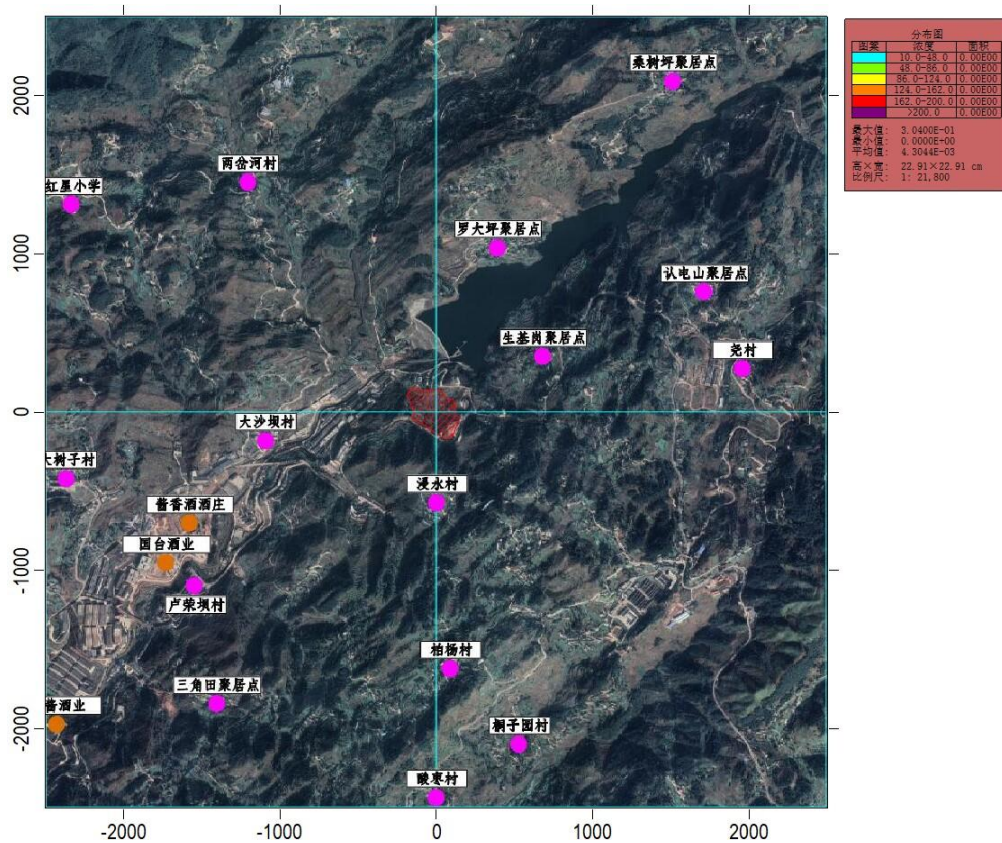 分布图
图案 浓度 面积
10.0-48.0 0.00E00
48.0-86.0 0.00E00
86.0-124.0 0.00E00
124.0-162.0 0.00E00
162.0-200.0 0.00E00
>200.0 0.00E00
最大值: 3.0400E-01
最小值: 0.0000E+00
平均值: 4.3044E-03
高×宽: 22.91×22.91 cm
比例尺: 1: 21,800
桑树坪聚居点
两岔河村
红星小学
罗大坪聚居点
认屯山聚居点
生基岗聚居点
尧村
大沙坝村
大树子村
浸水村
酱香酒酒庄
国台酒业
卢荣坝村
柏杨村
三角田聚居点
酱酒业
桐子园村
酸枣村
2000
1000
0
-1000
-2000
-2000 -1000 0 1000 2000